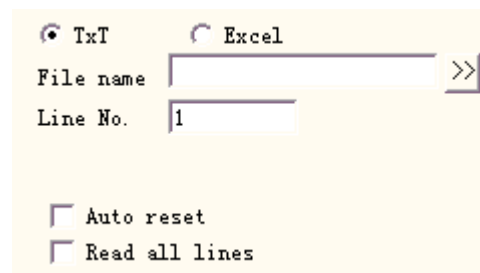 TxT Excel
File name >>
Line No. 1
Auto reset
Read all lines